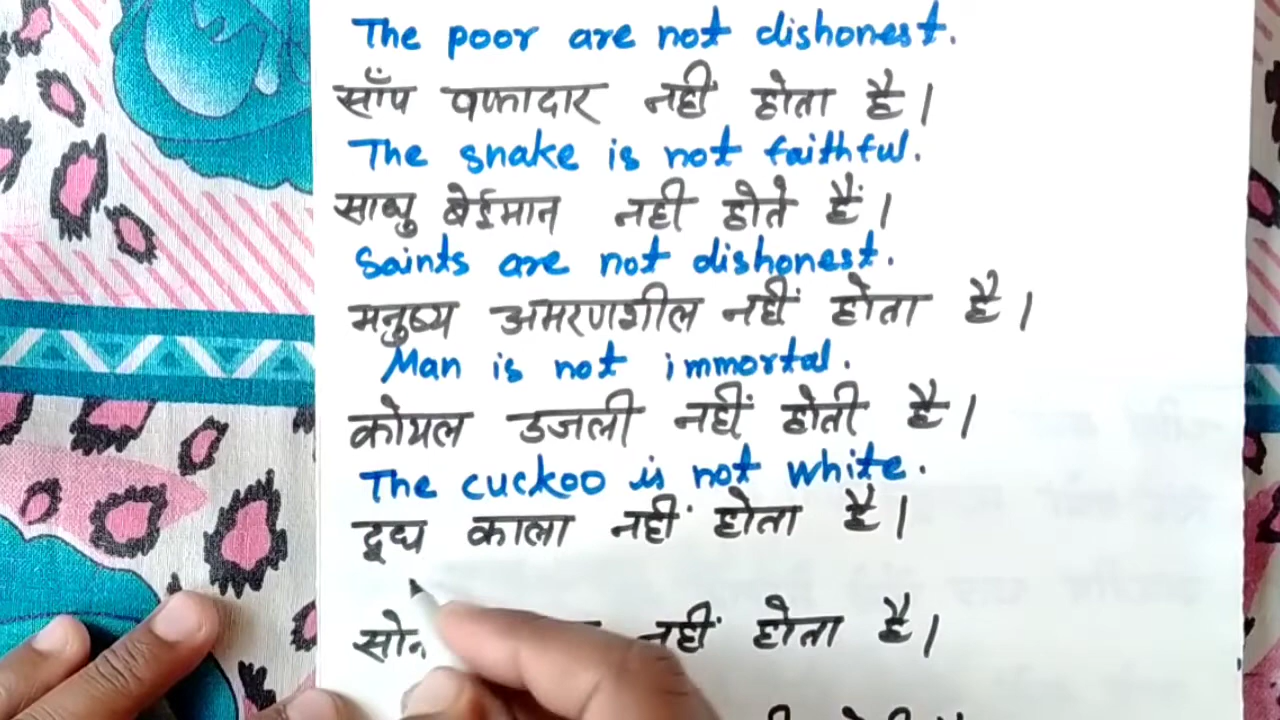 The poor are not dishonest.
साँप वफादार नहीं होता है।
The snake is not faithful.
साधु बेईमान नही होते हैं।
Saints are not dishonest.
मनुष्य अमरणशील नहीं होता है।
Man is not immortal.
कोयल उजली नहीं होती है।
The cuckoo is not white.
दूध काला नहीं होता है।
नहीं होता है।